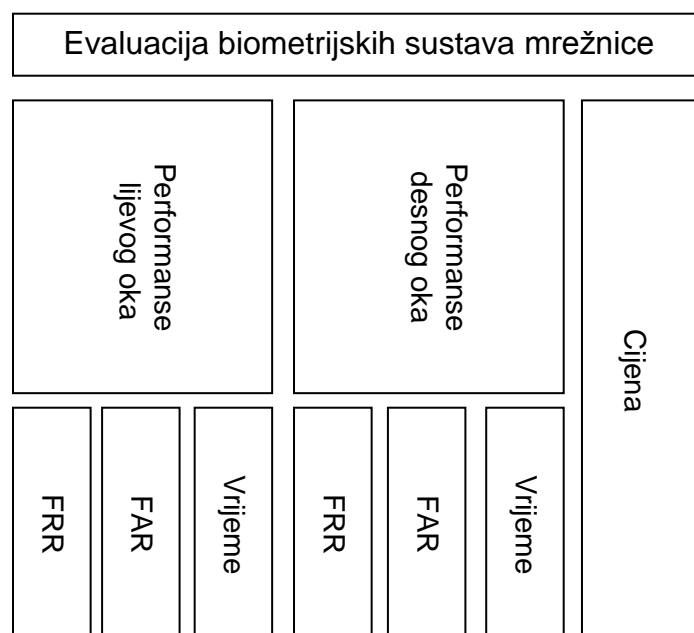 Evaluacija biometrijskih sustava mrežnice
Performanse
lijevog oka
Performanse
desnog oka
Cijena
FRR
FAR
Vrijeme
FRR
FAR
Vrijeme